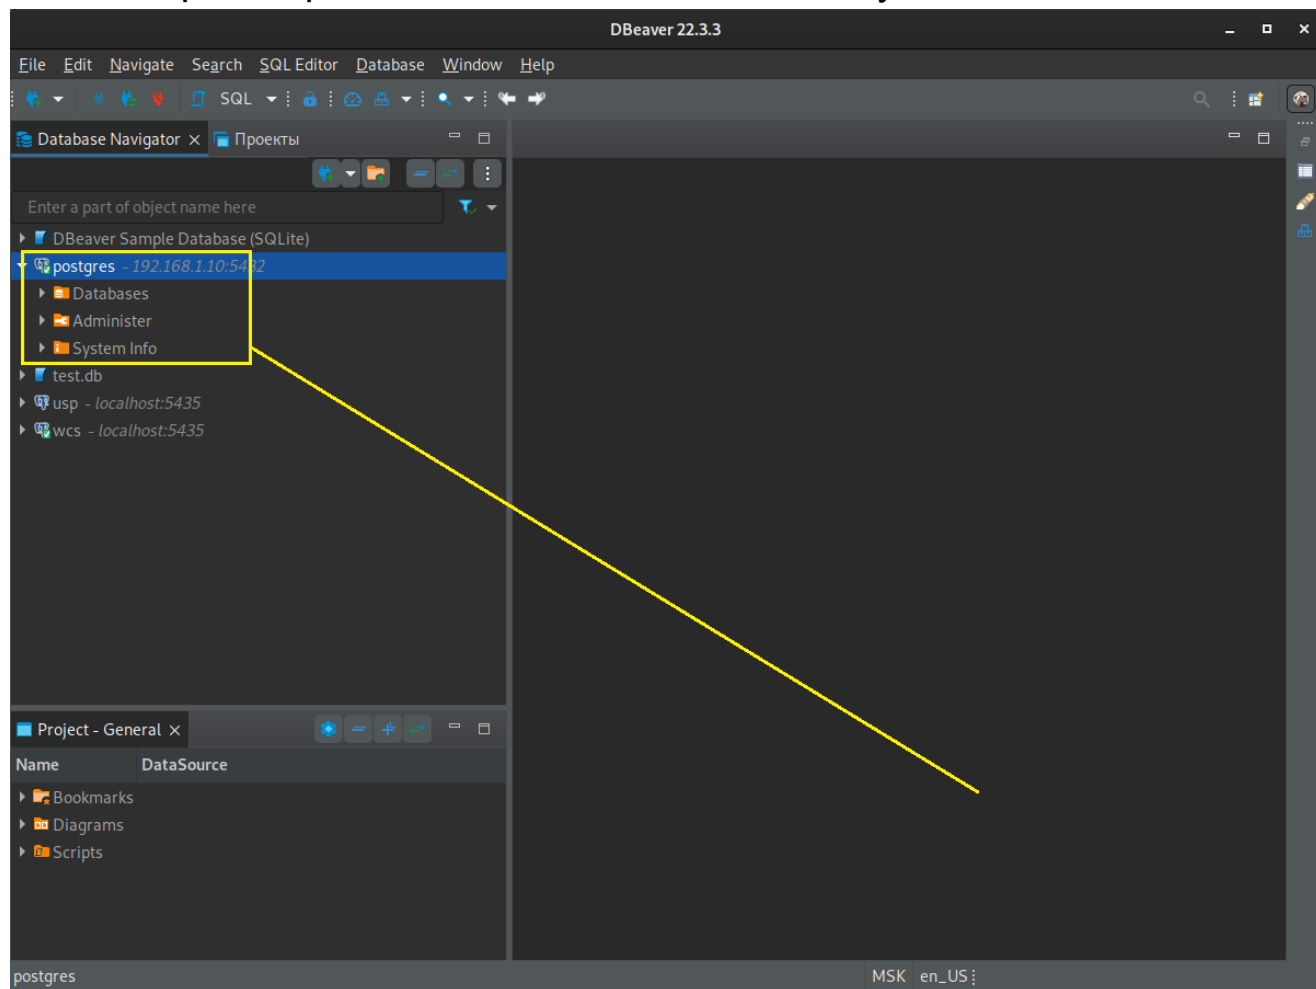 DBeaver 22.3.3
File Edit Navigate Search SQL Editor Database Window Help
SQL
Database Navigator Проекты
Enter a part of object name here
DBeaver Sample Database (SQLite)
postgres - 192.168.1.10:5432
Databases
Administer
System Info
test.db
usp - localhost:5435
wcs - localhost:5435
Project - General
Name DataSource
Bookmarks
Diagrams
Scripts
postgres MSK en_US